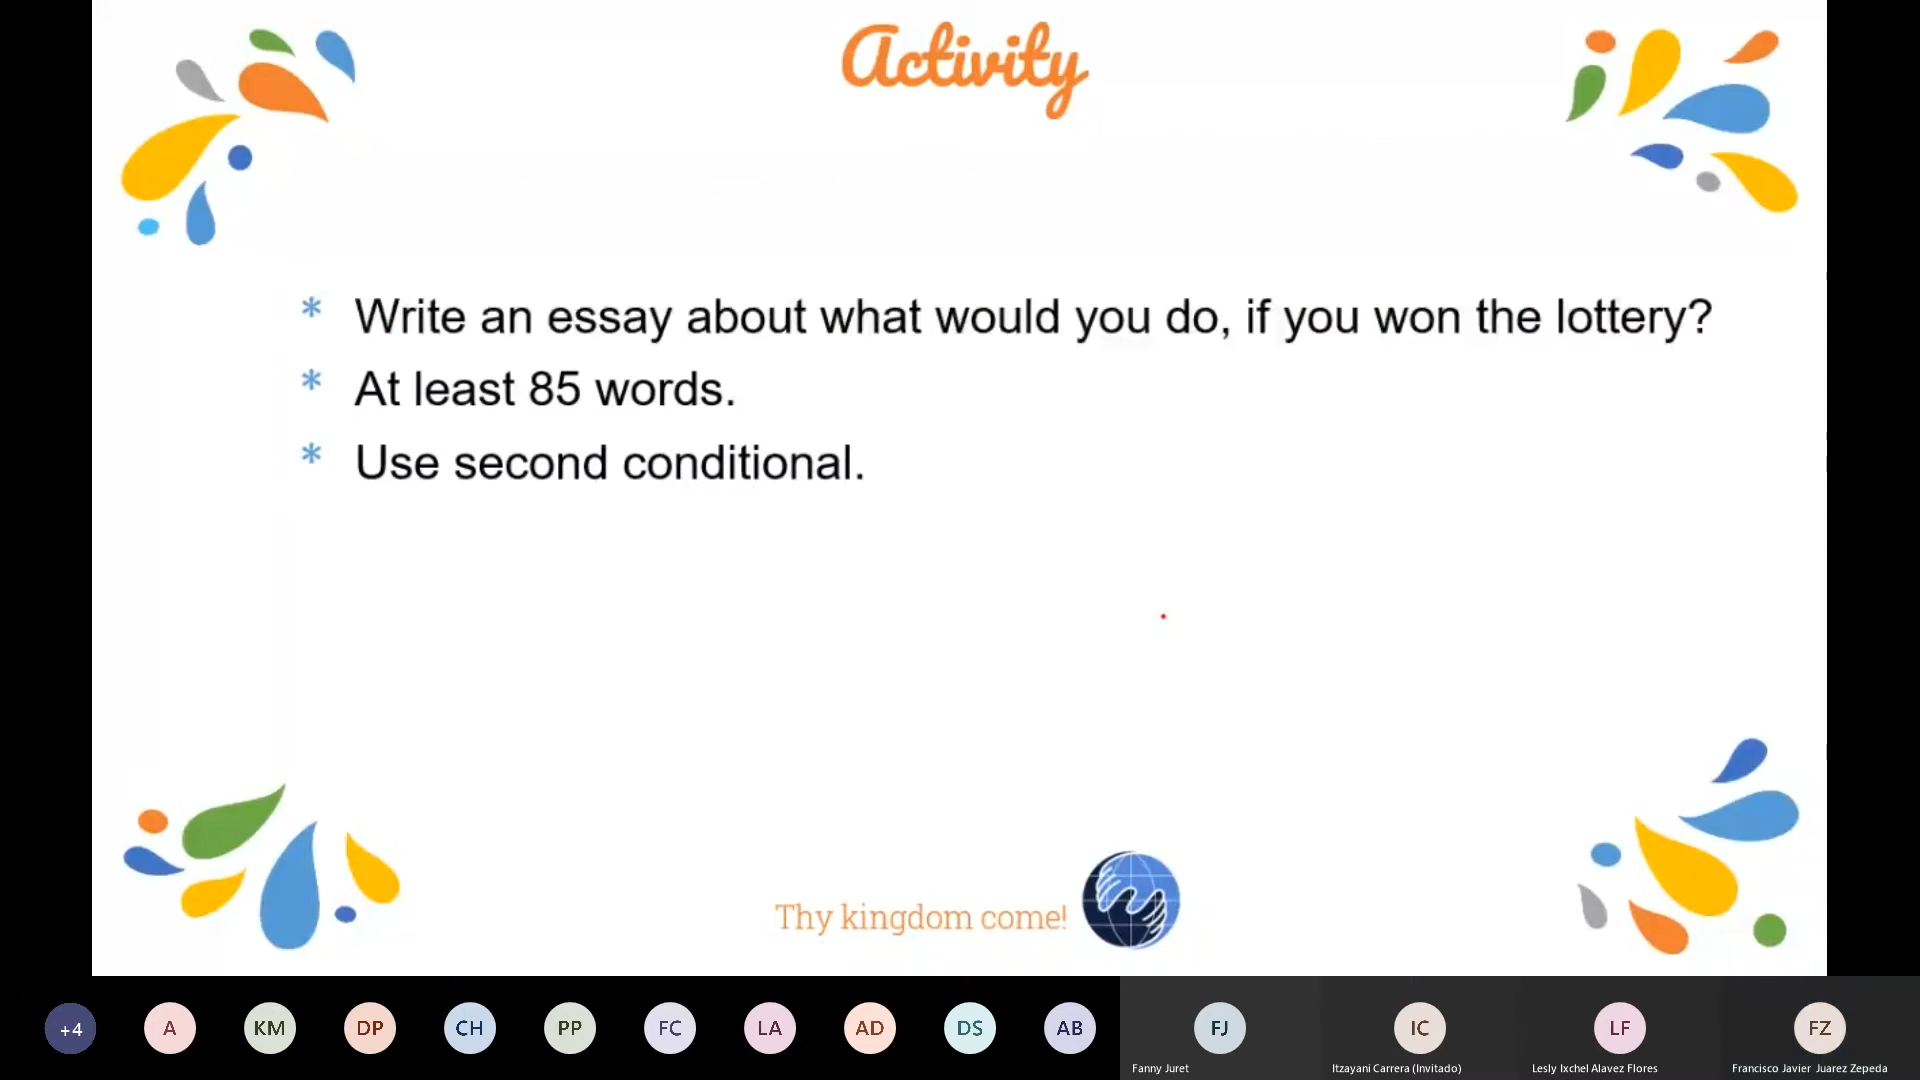 Activity
* Write an essay about what would you do, if you won the lottery?
* At least 85 words.
* Use second conditional.
Thy kingdom come!
+4 A KM DP CH PP FC LA AD DS AB FJ IC LF FZ
Fanny Juret Itzayani Carrera (Invitado) Lesly Ixchel Alavez Flores Francisco Javier Juarez Zepeda